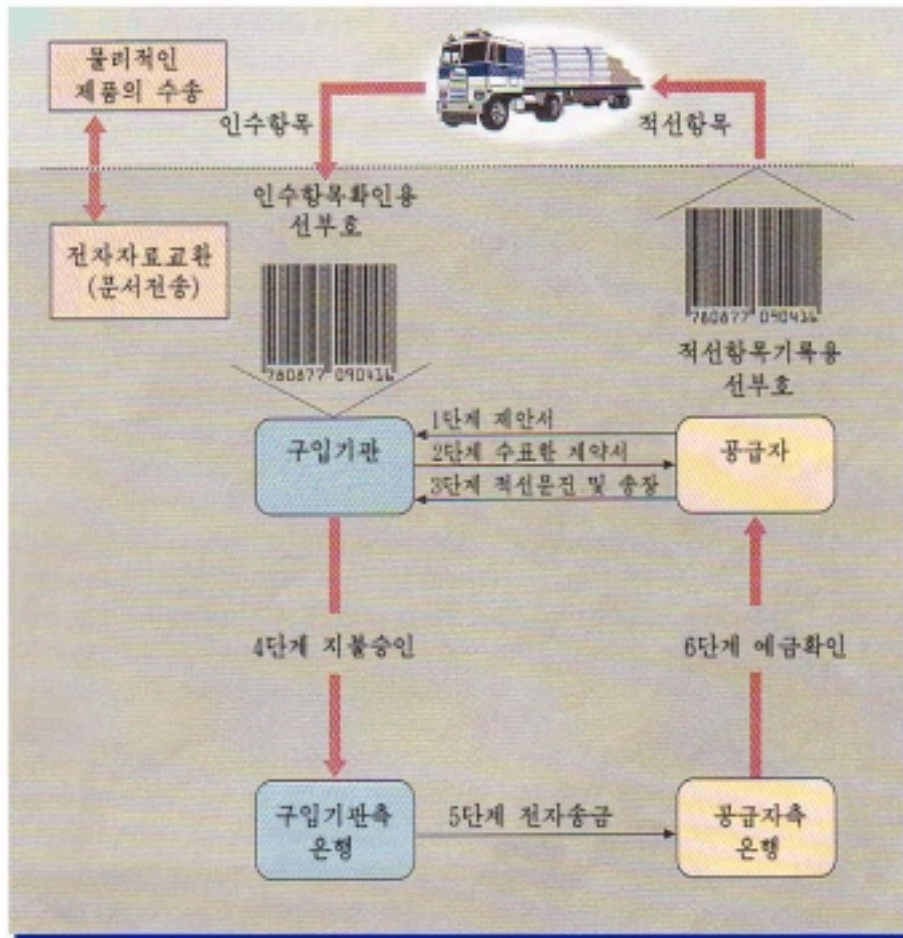 물리적인
제품의 수송
인수항목
적선항목
인수항목확인용
선부호
전자자료교환
(문서전송)
780877 090416
780877 090416
적선항목기록용
선부호
1단계 제안서
구입기관
2단계 수표한 계약서
공급자
3단계 적선문건 및 송장
4단계 지불승인
6단계 예금확인
구입기관측
은행
5단계 전자송금
공급자측
은행